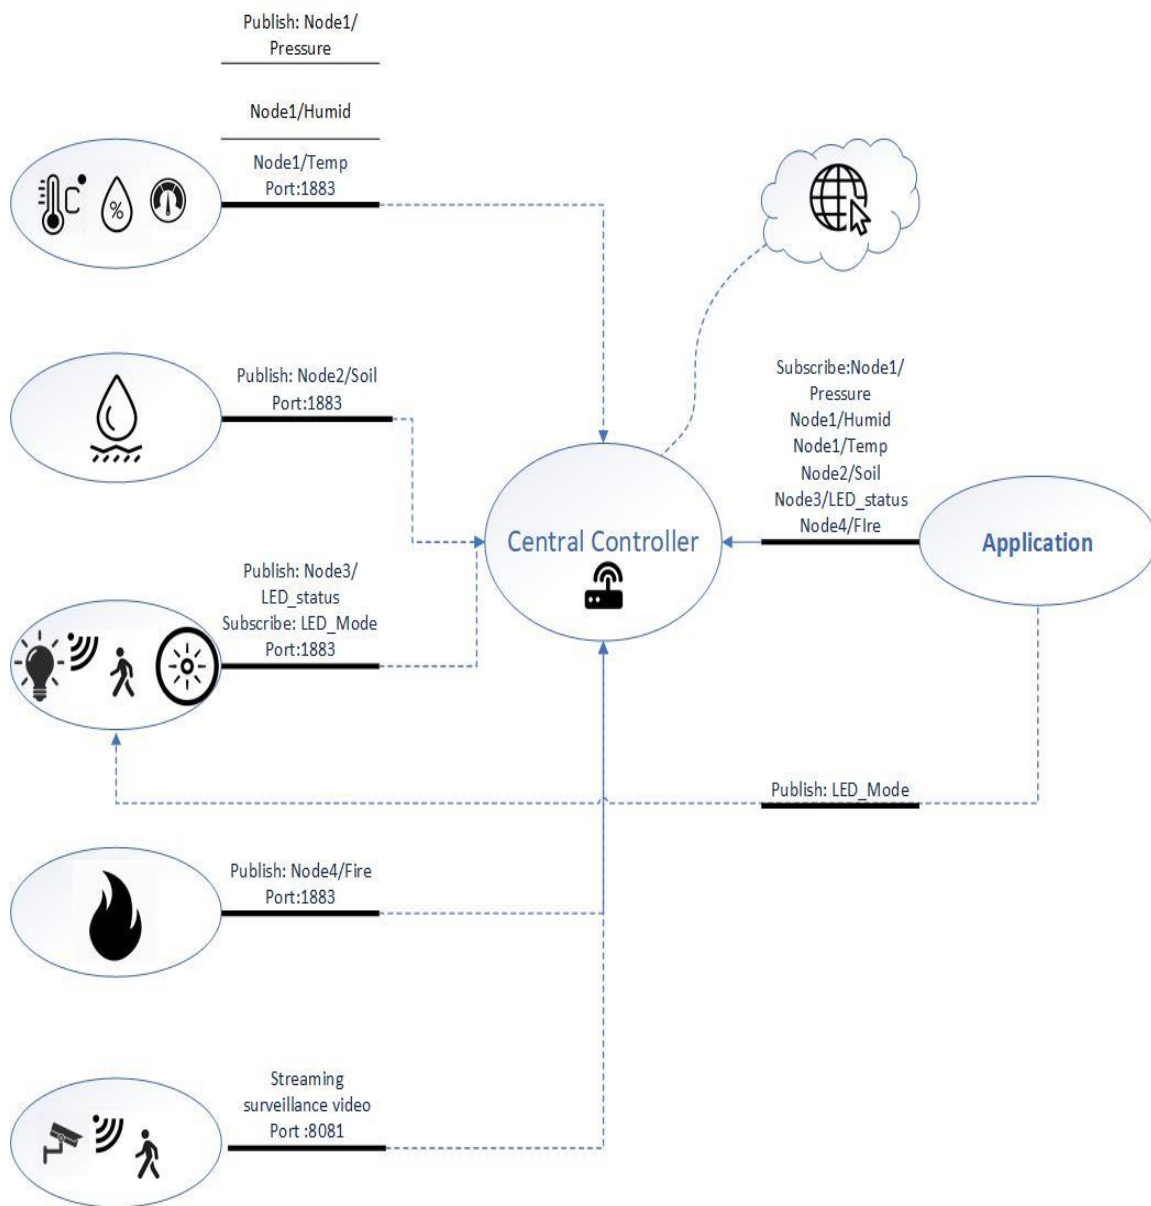 Publish: Node1/
Pressure
Node1/Humid
Node1/Temp
Port:1883
C
%
Publish: Node2/Soil
Port:1883
Subscribe:Node1/
Pressure
Node1/Humid
Node1/Temp
Node2/Soil
Node3/LED_status
Node4/FIre
Central Controller
Application
Publish: Node3/
LED_status
Subscribe: LED_Mode
Port:1883
Publish: LED_Mode
Publish: Node4/Fire
Port:1883
Streaming
surveillance video
Port :8081